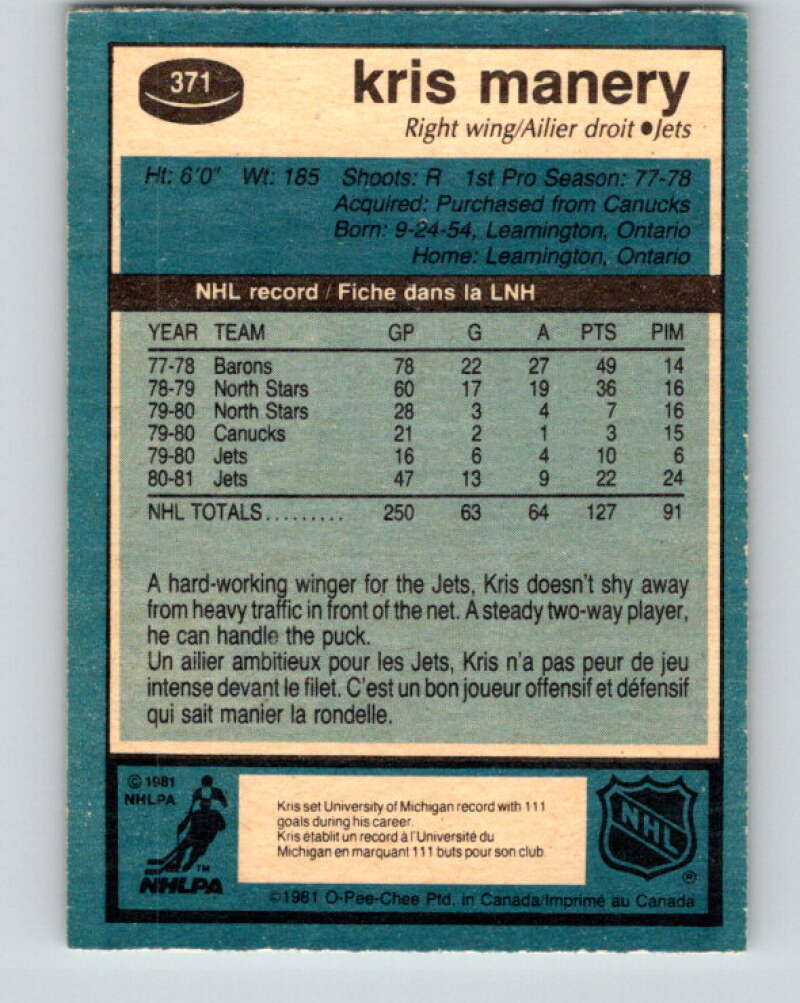 371
kris manery
Right wing/Ailier droit ●Jets
Ht: 6'0" Wt: 185 Shoots: R 1st Pro Season: 77-78
Acquired: Purchased from Canucks
Born: 9-24-54, Leamington, Ontario
Home: Leamington, Ontario
NHL record / Fiche dans la LNH
YEAR TEAM GP G A PTS PIM
77-78 Barons 78 22 27 49 14
78-79 North Stars 60 17 19 36 16
79-80 North Stars 28 3 4 7 16
79-80 Canucks 21 2 1 3 15
79-80 Jets 16 6 4 10 6
80-81 Jets 47 13 9 22 24
NHL TOTALS......... 250 63 64 127 91
A hard-working winger for the Jets, Kris doesn't shy away
from heavy traffic in front of the net. A steady two-way player,
he can handle the puck.
Un ailier ambitieux pour les Jets, Kris n'a pas peur de jeu
intense devant le filet. C'est un bon joueur offensif et défensif
qui sait manier la rondelle.
© 1981
NHLPA
TM
NHLPA
Kris set University of Michigan record with 111
goals during his career.
Kris établit un record à l'Université du
Michigan en marquant 111 buts pour son club.
NHL
®
©1981 O-Pee-Chee Ptd. in Canada/Imprimé au Canada